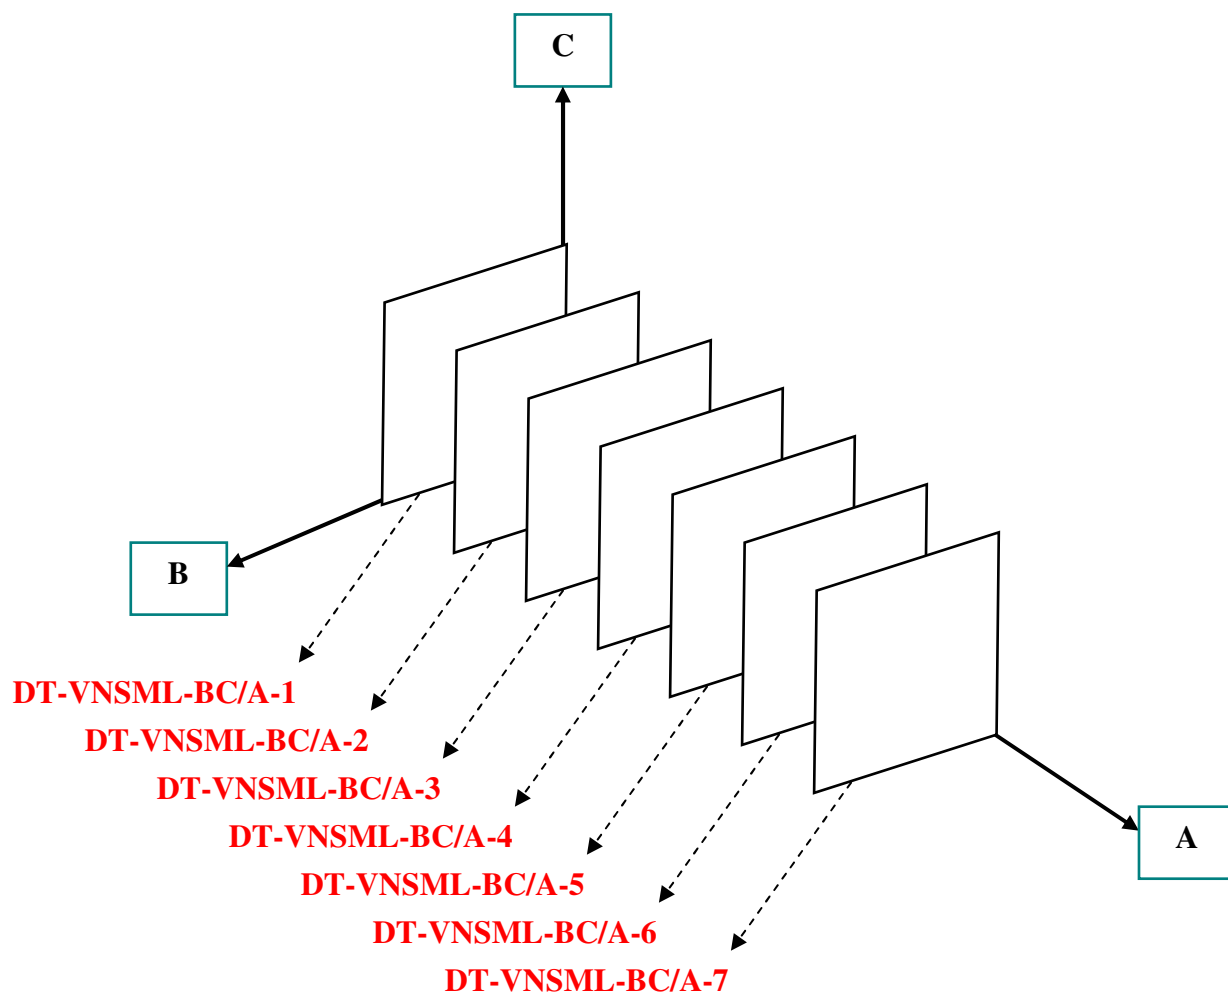 C
B
DT-VNSML-BC/A-1
DT-VNSML-BC/A-2
DT-VNSML-BC/A-3
DT-VNSML-BC/A-4
A
DT-VNSML-BC/A-5
DT-VNSML-BC/A-6
DT-VNSML-BC/A-7